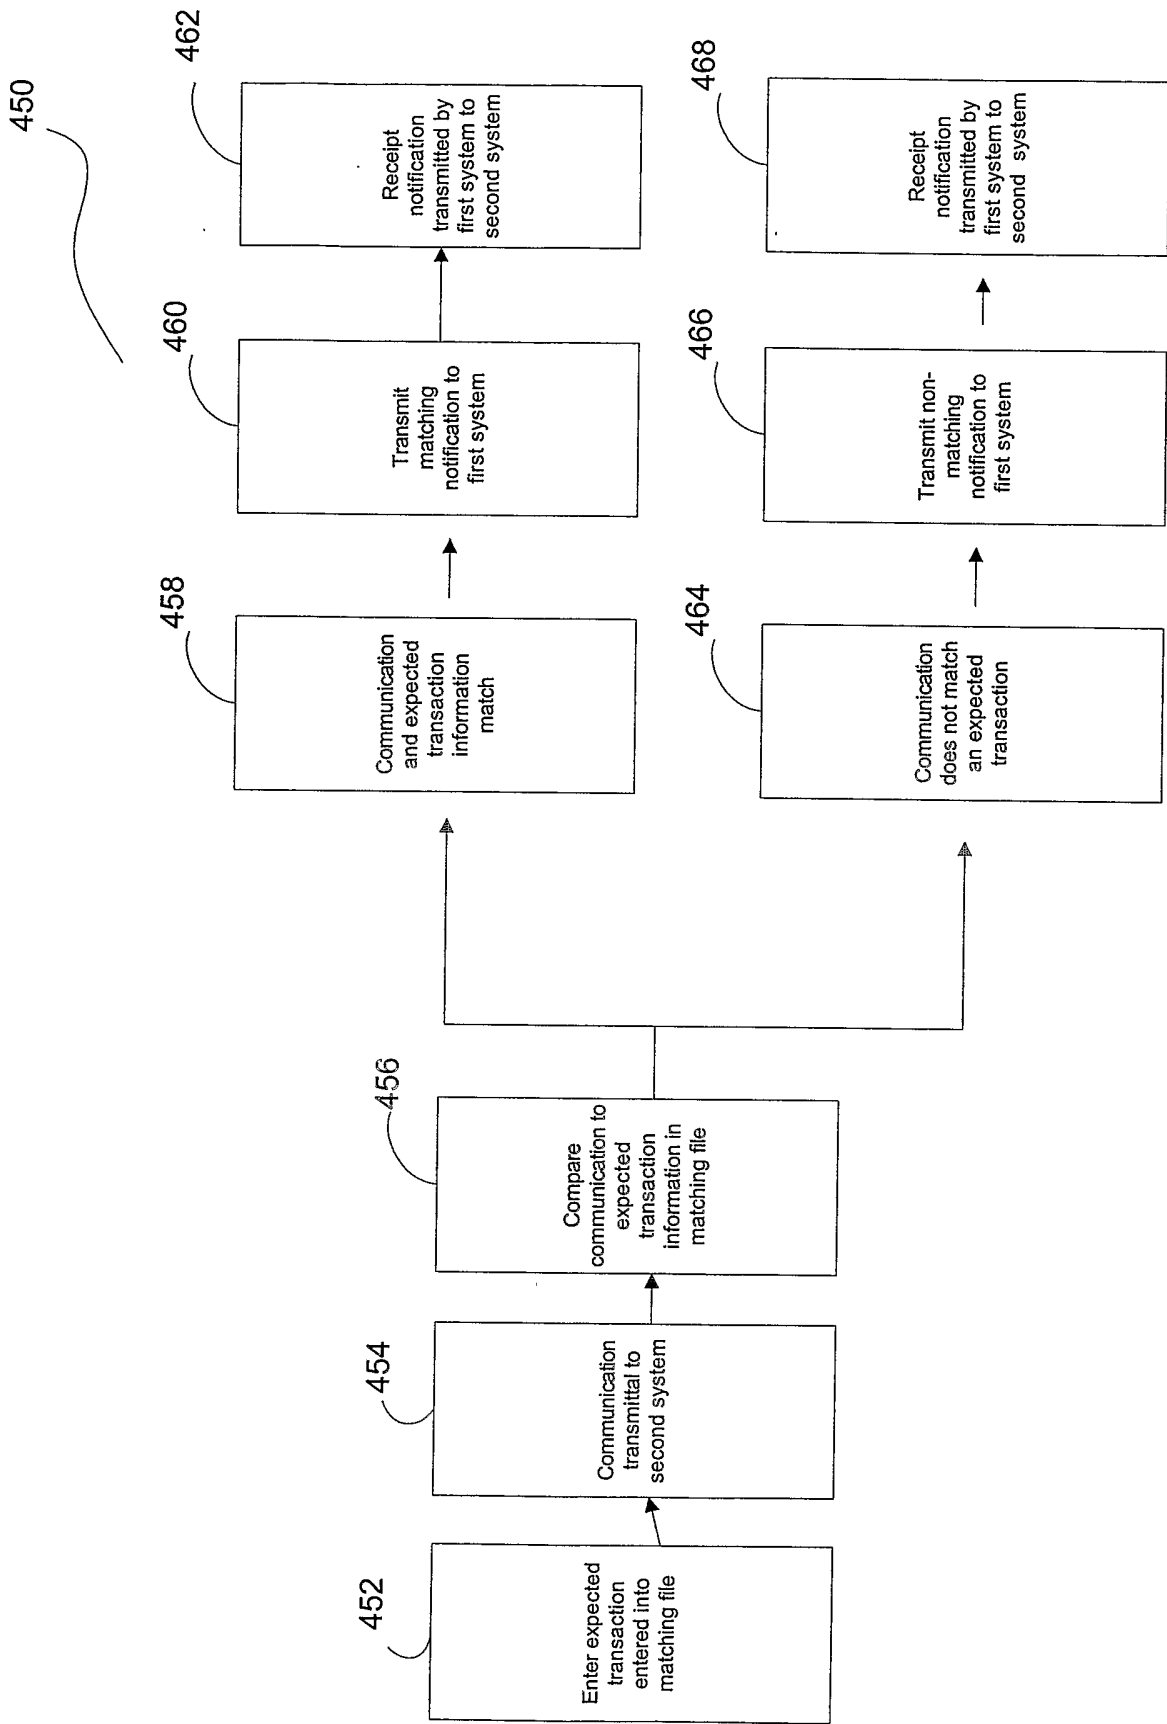 450
452
Enter expected
transaction
entered into
matching file
454
Communication
transmittal to
second system
456
Compare
communication to
expected
transaction
information in
matching file
458
Communication
and expected
transaction
information
match
460
Transmit
matching
notification to
first system
462
Receipt
notification
transmitted by
first system to
second system
464
Communication
does not match
an expected
transaction
466
Transmit non-
matching
notification to
first system
468
Receipt
notification
transmitted by
first system to
second system